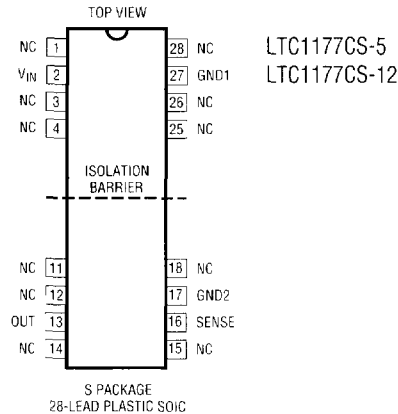 TOP VIEW
NC 1 28 NC LTC1177CS-5
VIN 2 27 GND1 LTC1177CS-12
NC 3 26 NC
NC 4 25 NC
ISOLATION
BARRIER
NC 11 18 NC
NC 12 17 GND2
OUT 13 16 SENSE
NC 14 15 NC
S PACKAGE
28-LEAD PLASTIC SOIC